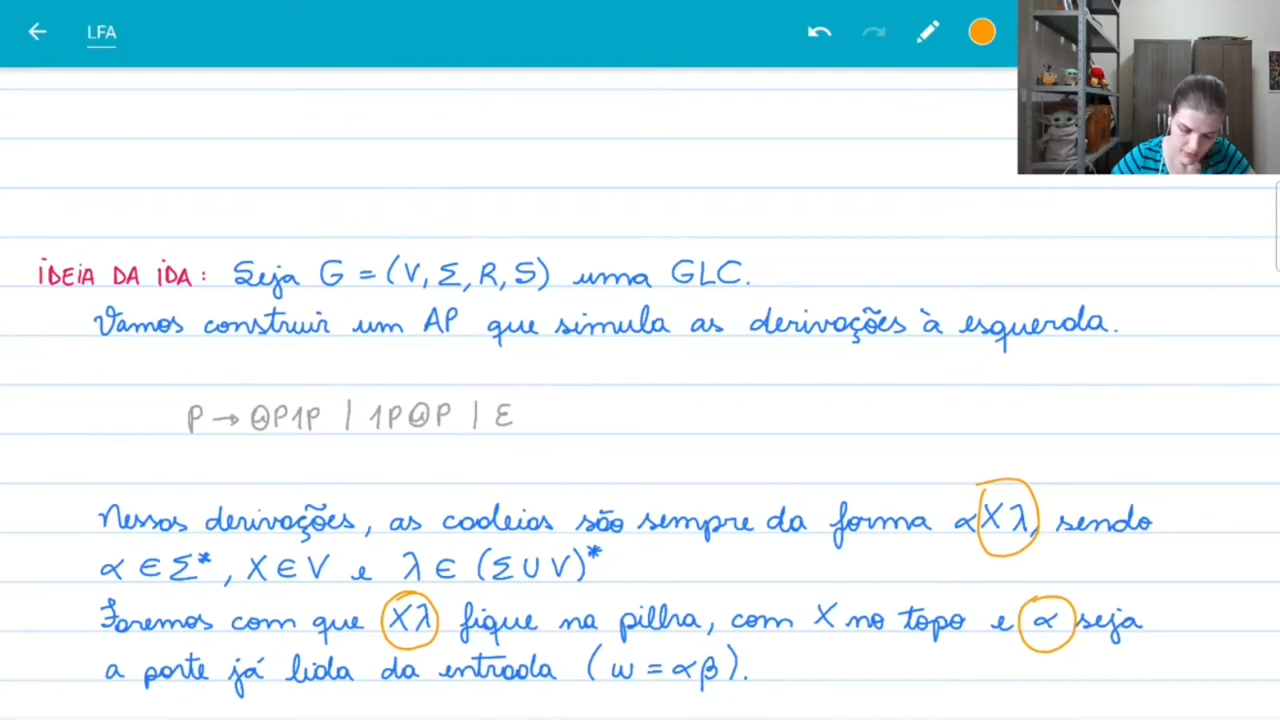 LFA
IDEIA DA IDA: Seja G = (V, Σ, R, S) uma GLC.
Vamos construir um AP que simula as derivações à esquerda.
P → 0P1P | 1P0P | ε
Nessas derivações, as cadeias são sempre da forma αXλ, sendo
α ∈ Σ*, X ∈ V e λ ∈ (Σ ∪ V)*
Faremos com que Xλ fique na pilha, com X no topo e α seja
a parte já lida da entrada (w = αβ).